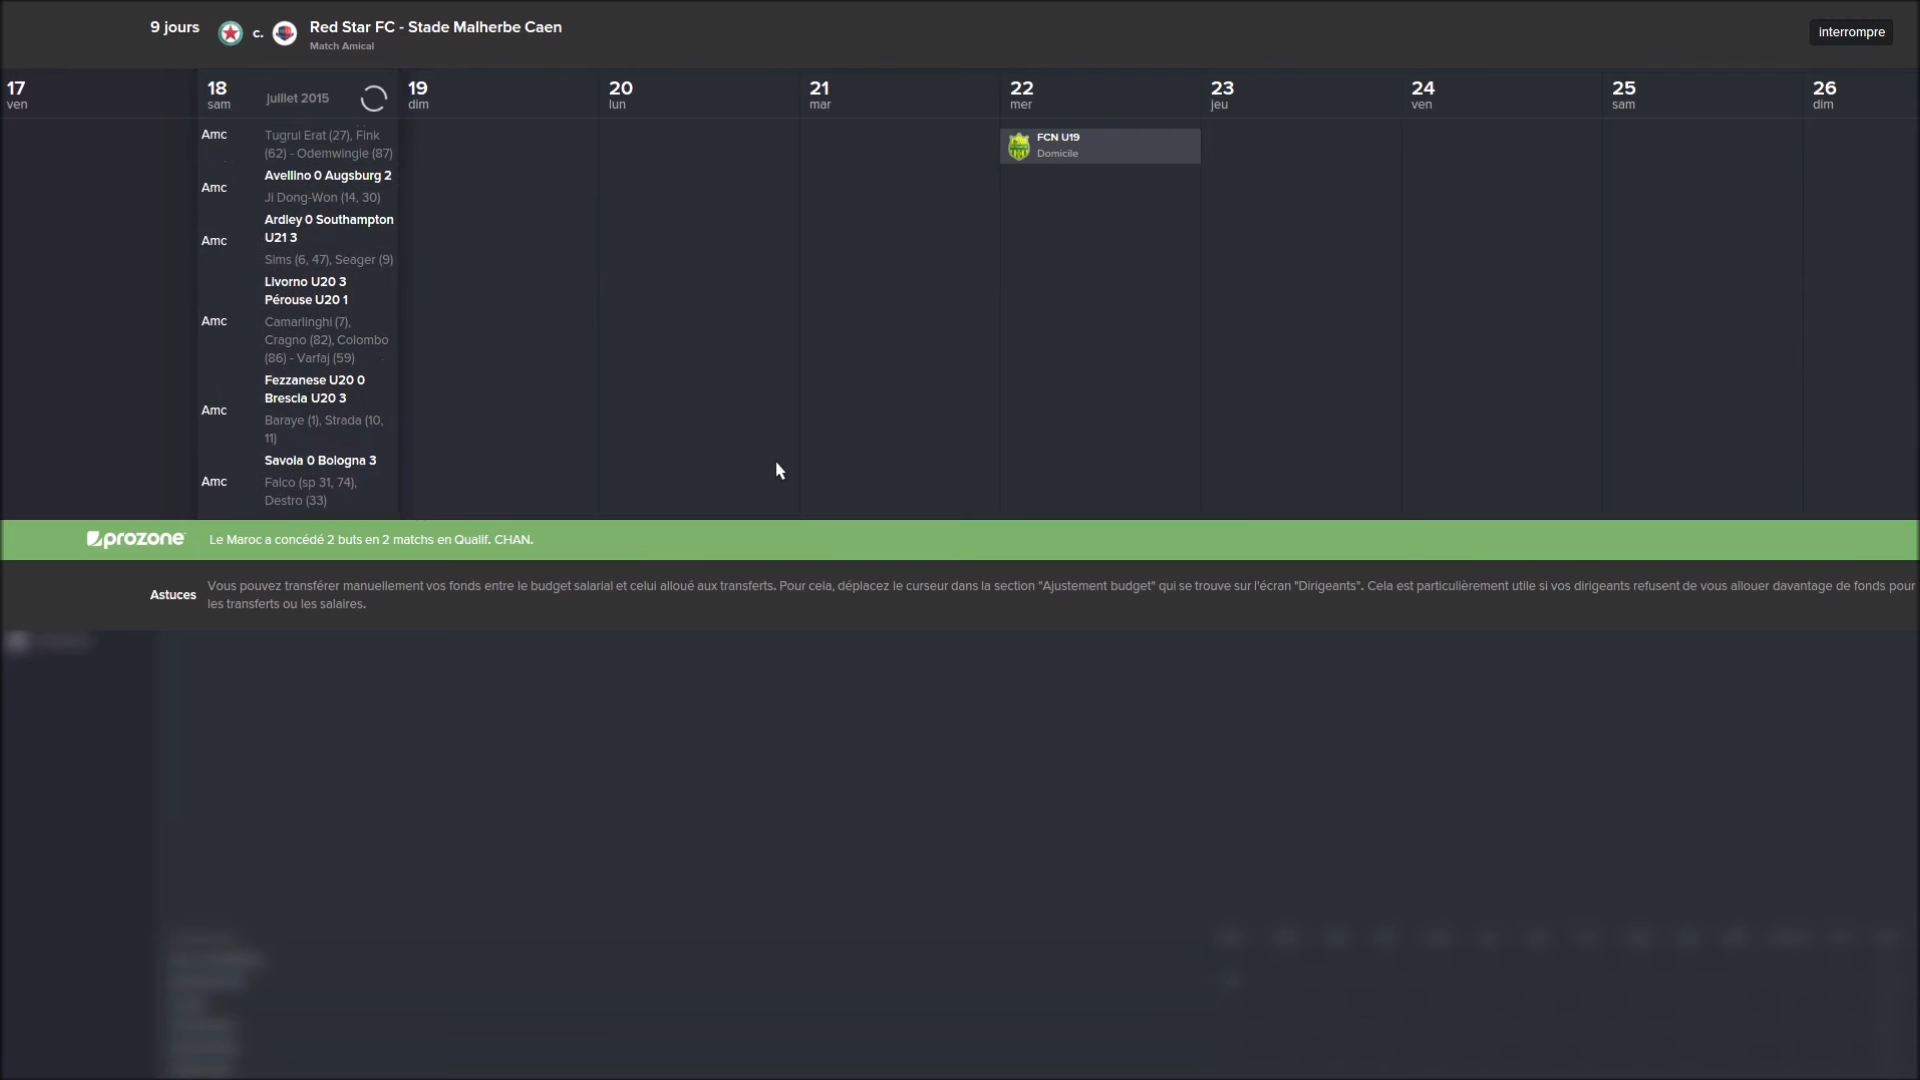 9 jours
c.
Red Star FC - Stade Malherbe Caen
Match Amical
interrompre
17
ven
18
sam
juillet 2015
19
dim
20
lun
21
mar
22
mer
23
jeu
24
ven
25
sam
26
dim
Amc
Tugrul Erat (27), Fink
(62) - Odemwingie (87)
Amc
Avellino 0 Augsburg 2
Ji Dong-Won (14, 30)
Amc
Ardley 0 Southampton
U21 3
Sims (6, 47), Seager (9)
Amc
Livorno U20 3
Pérouse U20 1
Camarlinghi (7),
Cragno (82), Colombo
(86) - Varfaj (59)
Amc
Fezzanese U20 0
Brescia U20 3
Baraye (1), Strada (10,
11)
Amc
Savoia 0 Bologna 3
Falco (sp 31, 74),
Destro (33)
FCN U19
Domicile
prozone
Le Maroc a concédé 2 buts en 2 matchs en Qualif. CHAN.
Astuces
Vous pouvez transférer manuellement vos fonds entre le budget salarial et celui alloué aux transferts. Pour cela, déplacez le curseur dans la section "Ajustement budget" qui se trouve sur l'écran "Dirigeants". Cela est particulièrement utile si vos dirigeants refusent de vous allouer davantage de fonds pour
les transferts ou les salaires.